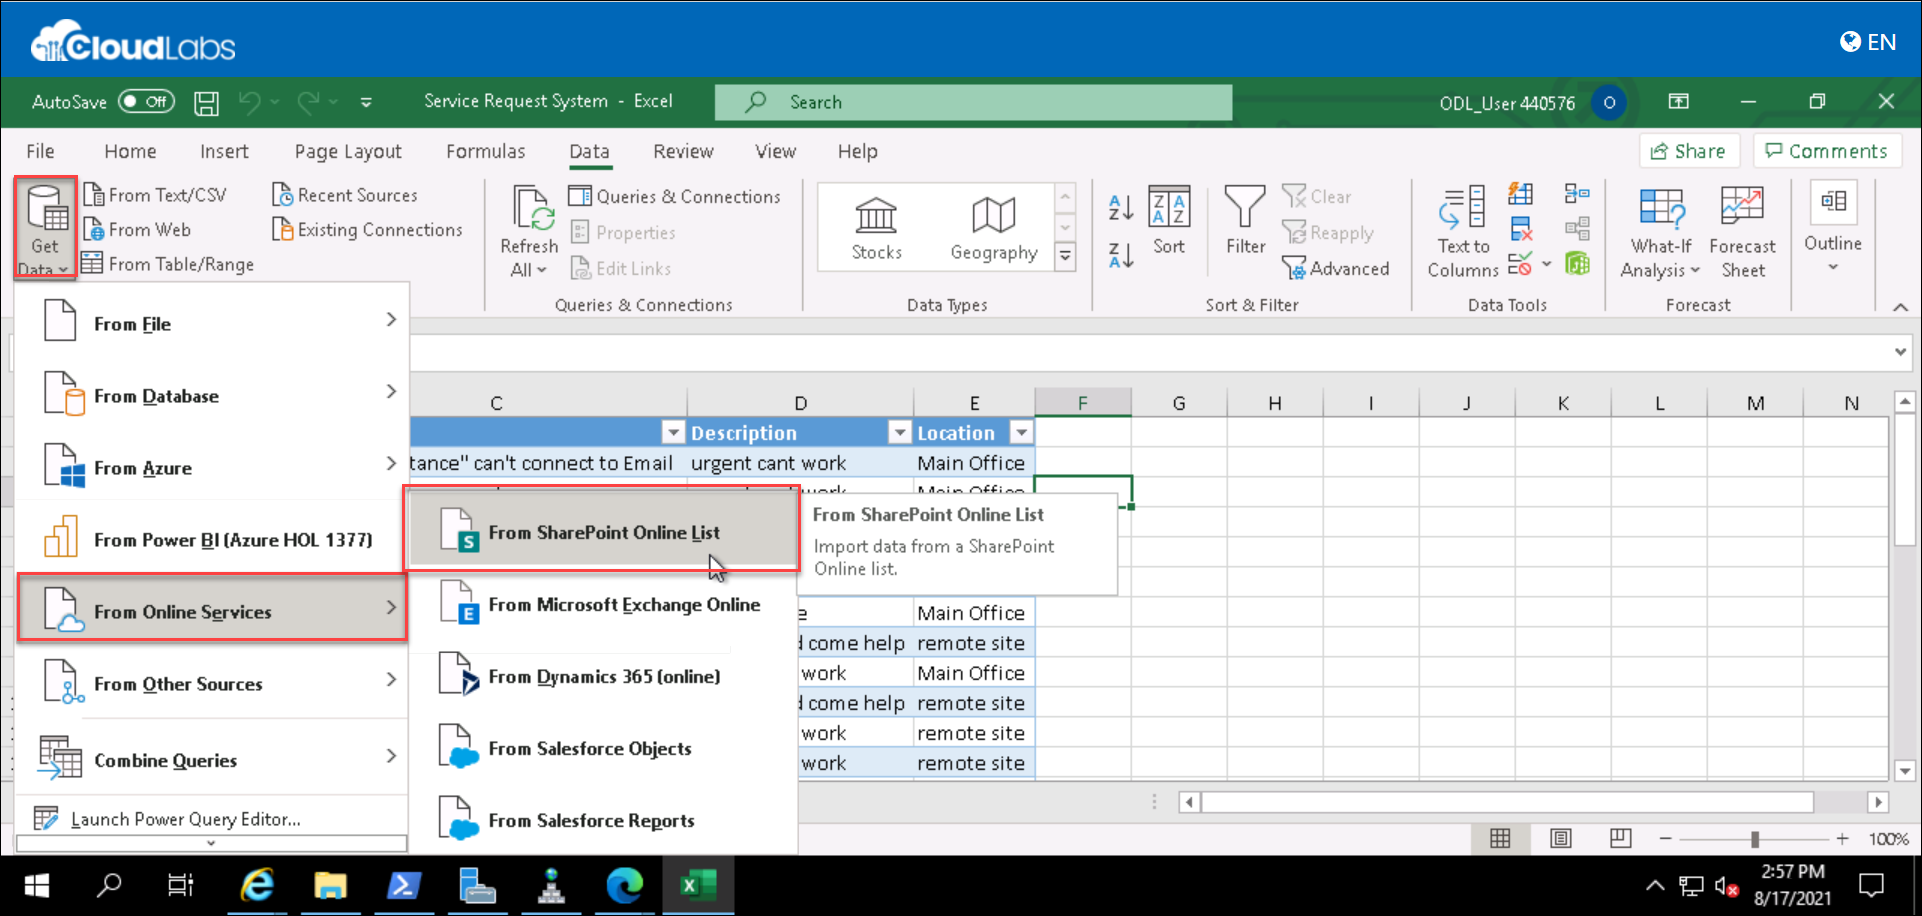 CloudLabs
EN
AutoSave Off
Service Request System - Excel
Search
ODL_User 440576
O
File Home Insert Page Layout Formulas Data Review View Help
Share
Comments
Get
Data
From Text/CSV
From Web
From Table/Range
Recent Sources
Existing Connections
Refresh
All
Queries & Connections
Properties
Edit Links
Queries & Connections
Stocks
Geography
Data Types
Sort
Filter
Clear
Reapply
Advanced
Sort & Filter
Text to
Columns
Data Tools
What-If
Analysis
Forecast
Sheet
Forecast
Outline
From File
From Database
From Azure
From Power BI (Azure HOL 1377)
From Online Services
From Other Sources
Combine Queries
Launch Power Query Editor...
From SharePoint Online List
From Microsoft Exchange Online
From Dynamics 365 (online)
From Salesforce Objects
From Salesforce Reports
From SharePoint Online List
Import data from a SharePoint
Online list.
C D E F G H I J K L M N
Description Location
tance" can't connect to Email urgent cant work Main Office
Main Office
Main Office
come help remote site
work Main Office
come help remote site
work remote site
work remote site
100%
2:57 PM
8/17/2021